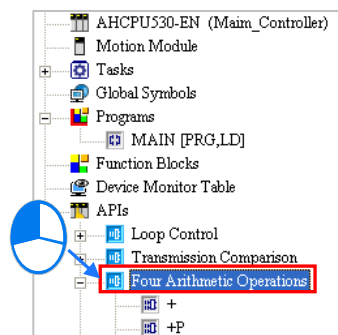 AHCPU530-EN (Maim_Controller)
Motion Module
Tasks
Global Symbols
Programs
MAIN [PRG,LD]
Function Blocks
Device Monitor Table
APIs
Loop Control
Transmission Comparison
Four Arithmetic Operations
+
+P